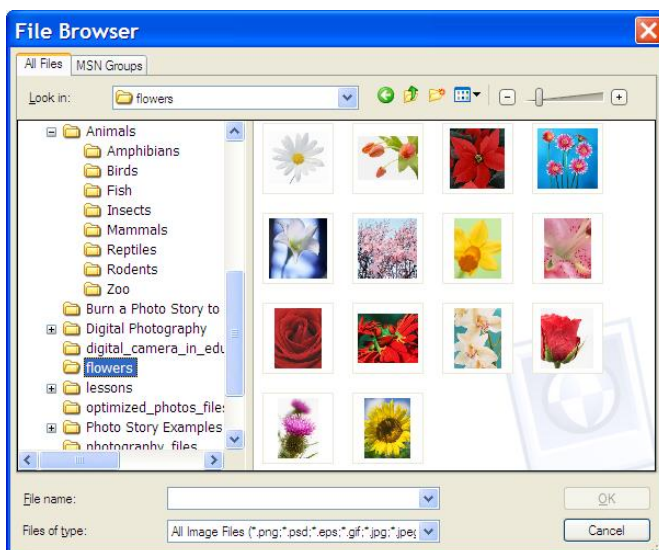 File Browser
All Files MSN Groups
Look in: flowers
Animals
Amphibians
Birds
Fish
Insects
Mammals
Reptiles
Rodents
Zoo
Burn a Photo Story to
Digital Photography
digital_camera_in_edu
flowers
lessons
optimized_photos_file
Photo Story Examples
photography_files
File name: OK
Files of type: All Image Files (*.png;*.psd;*.eps;*.gif;*.jpg;*.jpeg Cancel